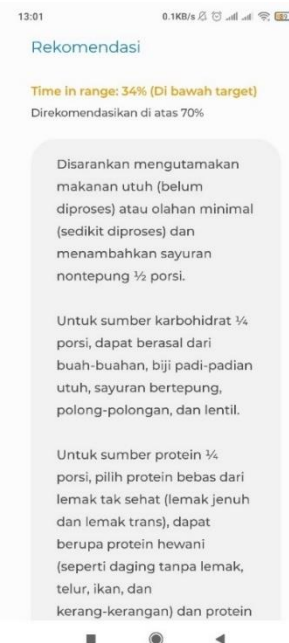 13:01
0.1KB/s
Rekomendasi
Time in range: 34% (Di bawah target)
Direkomendasikan di atas 70%
Disarankan mengutamakan
makanan utuh (belum
diproses) atau olahan minimal
(sedikit diproses) dan
menambahkan sayuran
nontepung ½ porsi.
Untuk sumber karbohidrat ¼
porsi, dapat berasal dari
buah-buahan, biji padi-padian
utuh, sayuran bertepung,
polong-polongan, dan lentil.
Untuk sumber protein ¼
porsi, pilih protein bebas dari
lemak tak sehat (lemak jenuh
dan lemak trans), dapat
berupa protein hewani
(seperti daging tanpa lemak,
telur, ikan, dan
kerang-kerangan) dan protein